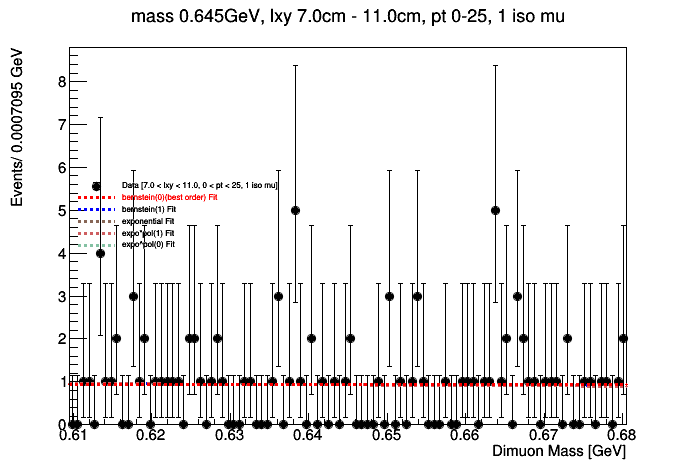 mass 0.645GeV, lxy 7.0cm - 11.0cm, pt 0-25, 1 iso mu
Events/ 0.0007095 GeV
8
7
6
5
4
3
2
1
0
Data [7.0 < lxy < 11.0, 0 < pt < 25, 1 iso mu]
bernstein(0)(best order) Fit
bernstein(1) Fit
exponential Fit
expo*pol(1) Fit
expo^pol(0) Fit
0.61 0.62 0.63 0.64 0.65 0.66 0.67 0.68
Dimuon Mass [GeV]